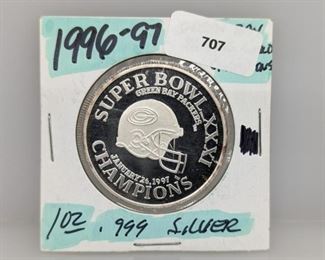 1996-97
707
SUPER BOWL XXXI
GREEN BAY PACKERS
G
JANUARY 26, 1997
CHAMPIONS
1oz .999 SILVER